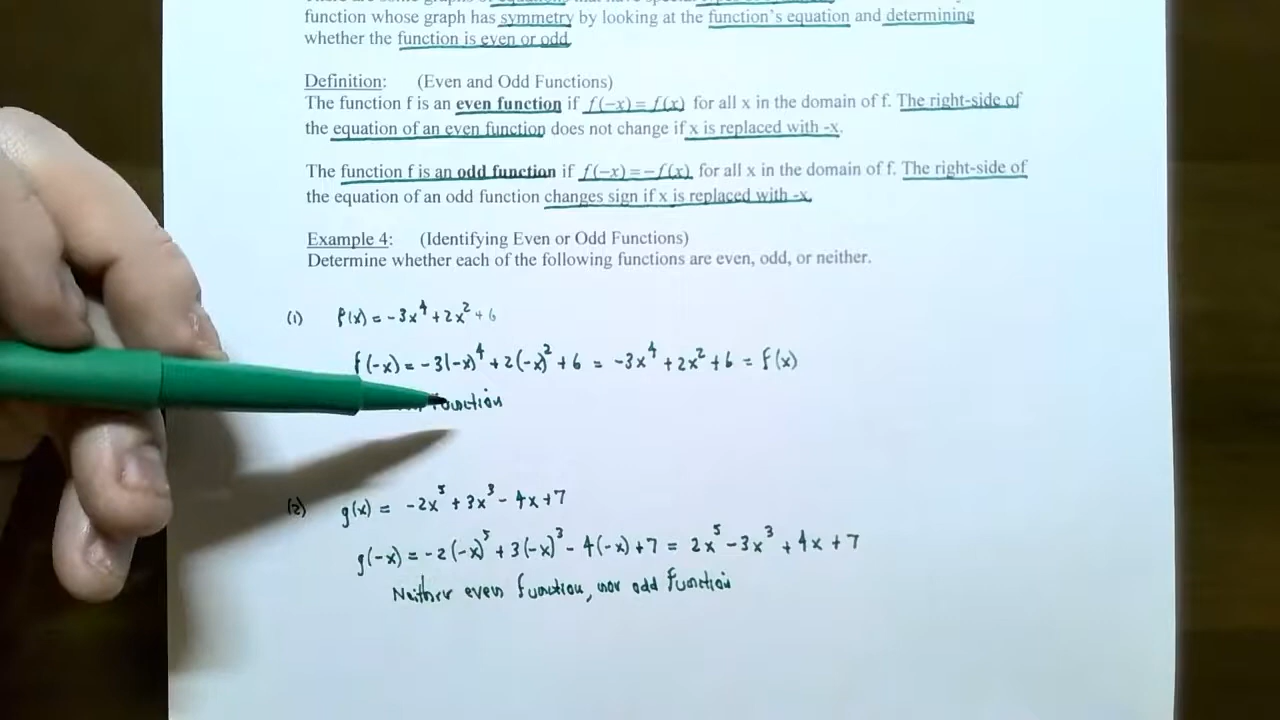 function whose graph has symmetry by looking at the function's equation and determining
whether the function is even or odd.
Definition: (Even and Odd Functions)
The function f is an even function if f(-x) = f(x) for all x in the domain of f. The right-side of
the equation of an even function does not change if x is replaced with -x.
The function f is an odd function if f(-x) = -f(x) for all x in the domain of f. The right-side of
the equation of an odd function changes sign if x is replaced with -x.
Example 4: (Identifying Even or Odd Functions)
Determine whether each of the following functions are even, odd, or neither.
(1) f(x) = -3x⁴ + 2x² + 6
f(-x) = -3(-x)⁴ + 2(-x)² + 6 = -3x⁴ + 2x² + 6 = f(x)
function
(2) g(x) = -2x⁵ + 3x³ - 4x + 7
g(-x) = -2(-x)⁵ + 3(-x)³ - 4(-x) + 7 = 2x⁵ - 3x³ + 4x + 7
Neither even function, nor odd function